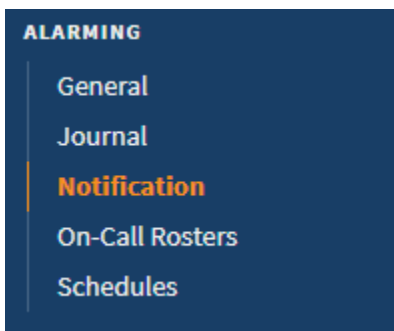 ALARMING
General
Journal
Notification
On-Call Rosters
Schedules